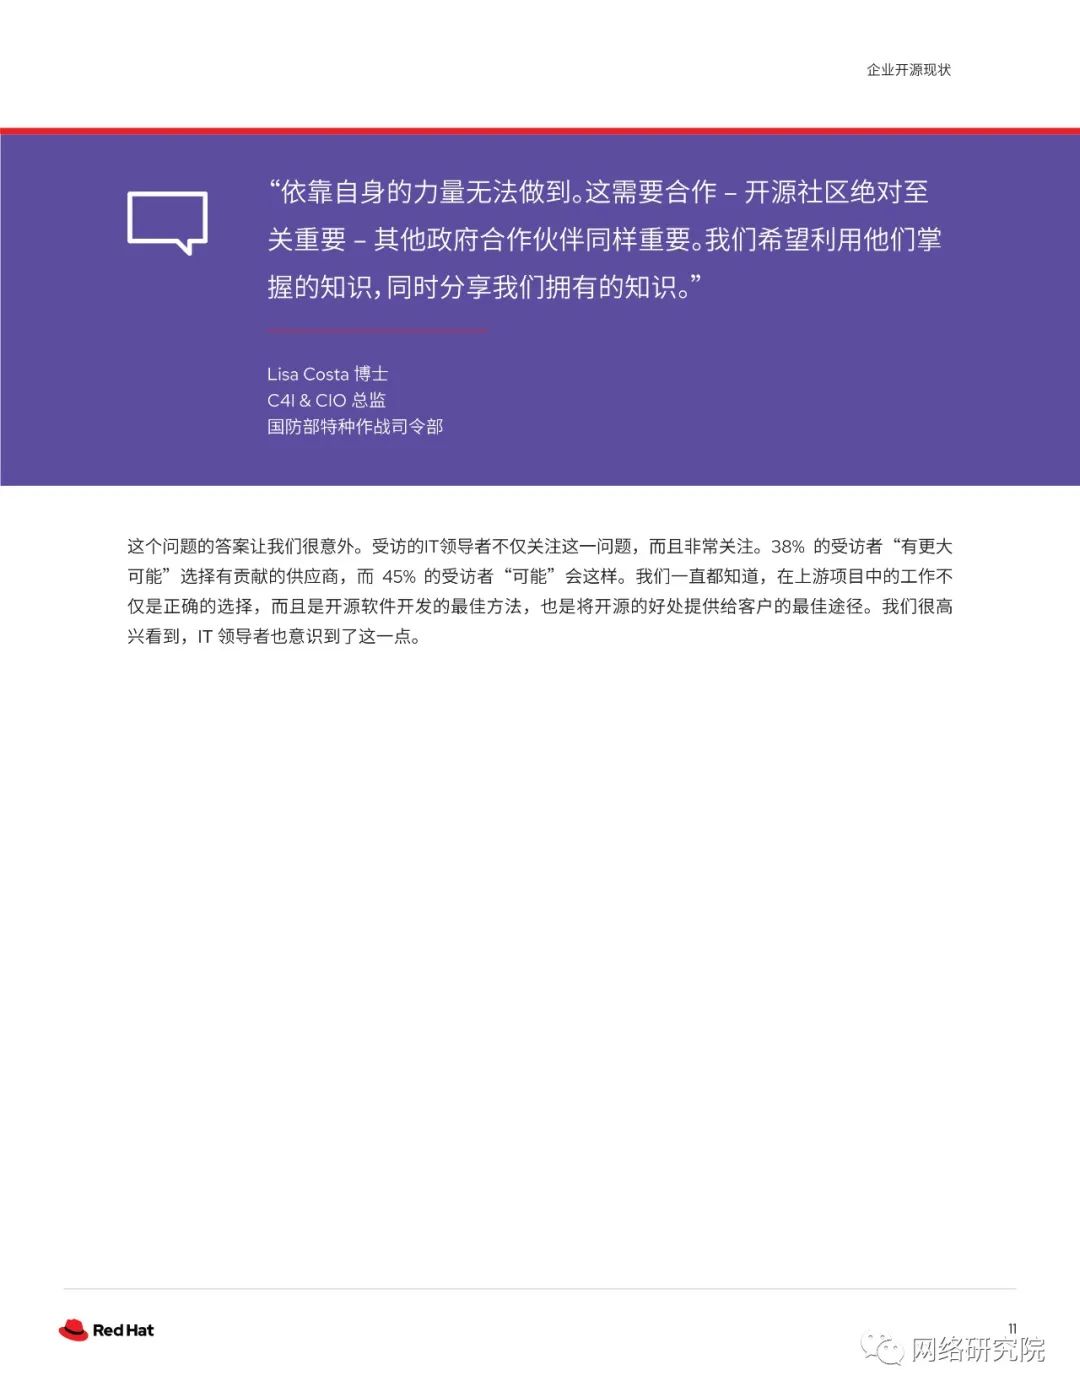 企业开源现状
“依靠自身的力量无法做到。这需要合作 – 开源社区绝对至
关重要 – 其他政府合作伙伴同样重要。我们希望利用他们掌
握的知识，同时分享我们拥有的知识。”
Lisa Costa 博士
C4I & CIO 总监
国防部特种作战司令部
这个问题的答案让我们很意外。受访的IT领导者不仅关注这一问题，而且非常关注。38% 的受访者“有更大
可能”选择有贡献的供应商，而 45% 的受访者“可能”会这样。我们一直都知道，在上游项目中的工作不
仅是正确的选择，而且是开源软件开发的最佳方法，也是将开源的好处提供给客户的最佳途径。我们很高
兴看到，IT 领导者也意识到了这一点。
Red Hat
11
网络研究院